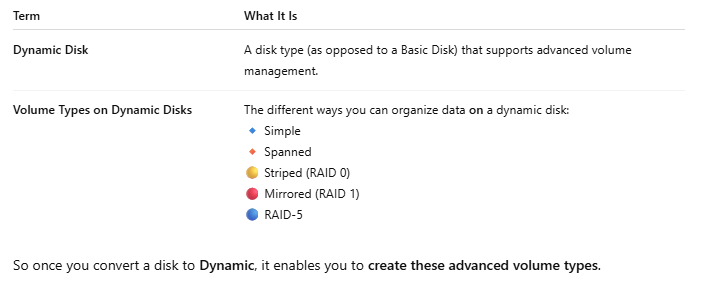 Term What It Is
Dynamic Disk A disk type (as opposed to a Basic Disk) that supports advanced volume
management.
Volume Types on Dynamic Disks The different ways you can organize data on a dynamic disk:
Simple
Spanned
Striped (RAID 0)
Mirrored (RAID 1)
RAID-5
So once you convert a disk to Dynamic, it enables you to create these advanced volume types.